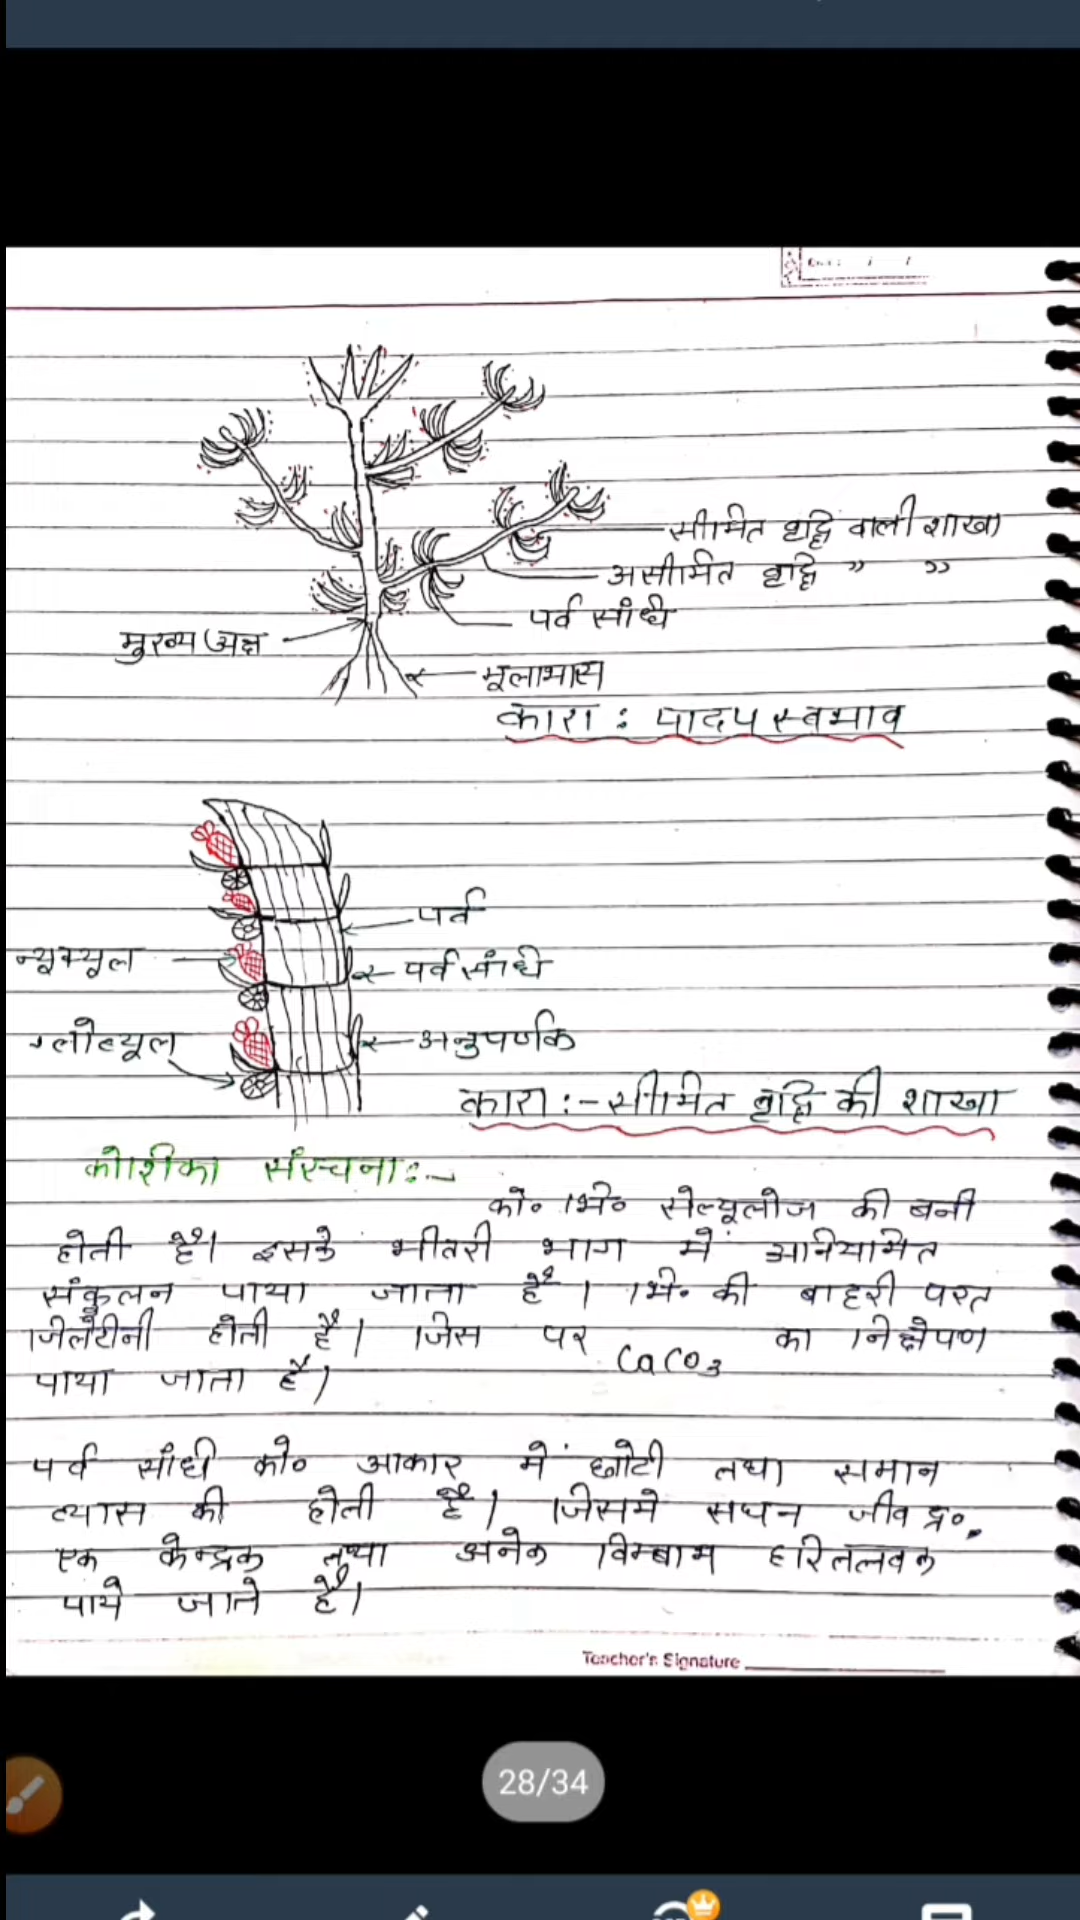 सीमित वृद्धि वाली शाखा
असीमित वृद्धि " "
पर्व संधि
मुख्य अक्ष
मूलाभास
कारा : पादप स्वभाव
पर्व
न्यूक्यूल
पर्व संधि
ग्लोब्यूल
अनुपर्णक
कारा :- सीमित वृद्धि की शाखा
कोशिका संरचना :-
को० भि० सेल्यूलोज की बनी
होती है। इसके भीतरी भाग में अनियमित
संकुलन पाया जाता है । भि० की बाहरी परत
जिलेटीनी होती है। जिस पर CaCO3 का निक्षेपण
पाया जाता है।
पर्व संधी को० आकार में छोटी तथा समान
व्यास की होती है। जिसमे सघन जीव द्र०,
एक केन्द्रक तथा अनेक बिम्बाभ हरितलवक
पाये जाते है।
Teacher's Signature
28/34